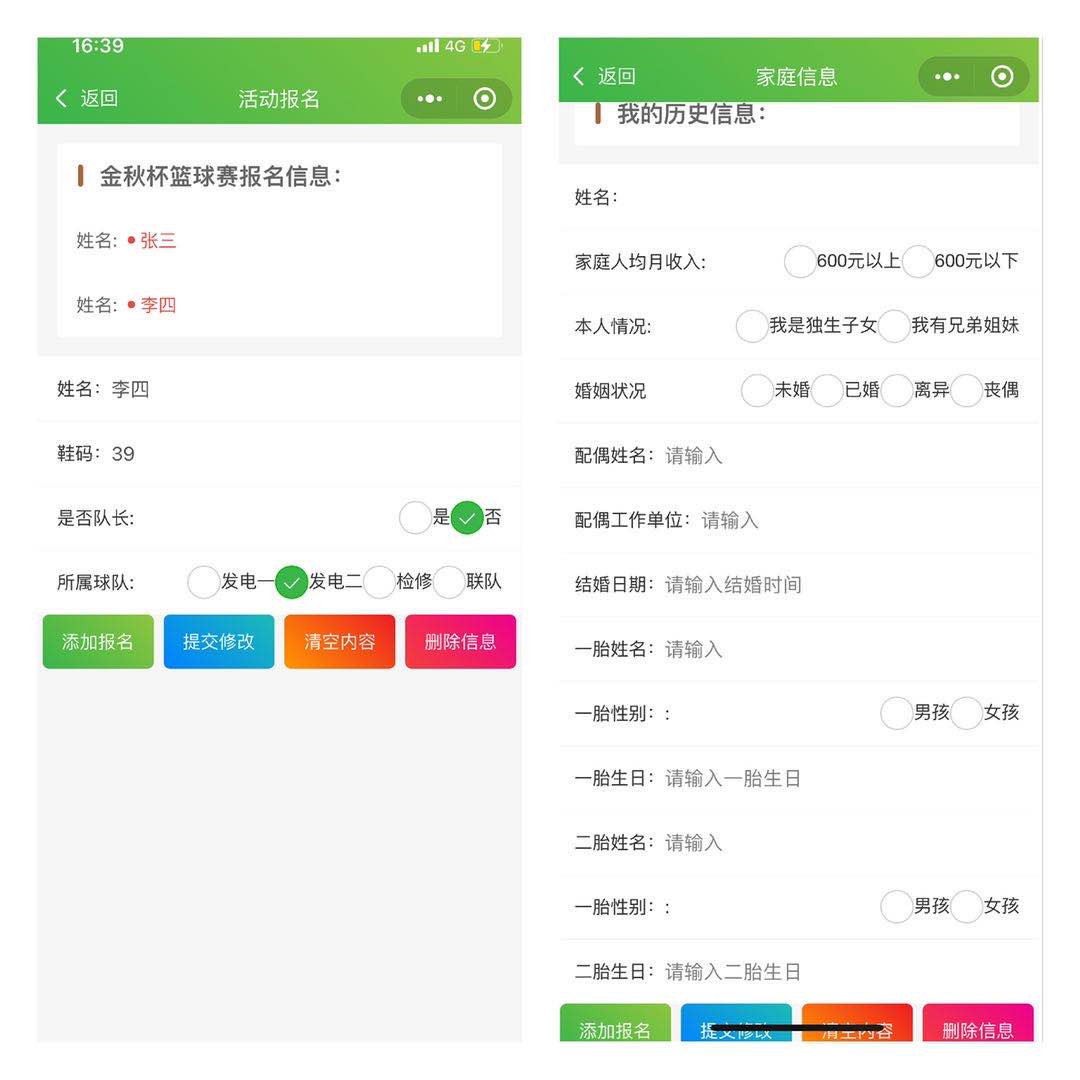 16:39
4G
返回
活动报名
金秋杯篮球赛报名信息:
姓名: 张三
姓名: 李四
姓名: 李四
鞋码: 39
是否队长: 是 否
所属球队: 发电一 发电二 检修 联队
添加报名 提交修改 清空内容 删除信息
返回
家庭信息
我的历史信息:
姓名:
家庭人均月收入: 600元以上 600元以下
本人情况: 我是独生子女 我有兄弟姐妹
婚姻状况 未婚 已婚 离异 丧偶
配偶姓名: 请输入
配偶工作单位: 请输入
结婚日期: 请输入结婚时间
一胎姓名: 请输入
一胎性别: : 男孩 女孩
一胎生日: 请输入一胎生日
二胎姓名: 请输入
一胎性别: : 男孩 女孩
二胎生日: 请输入二胎生日
添加报名 提交修改 清空内容 删除信息